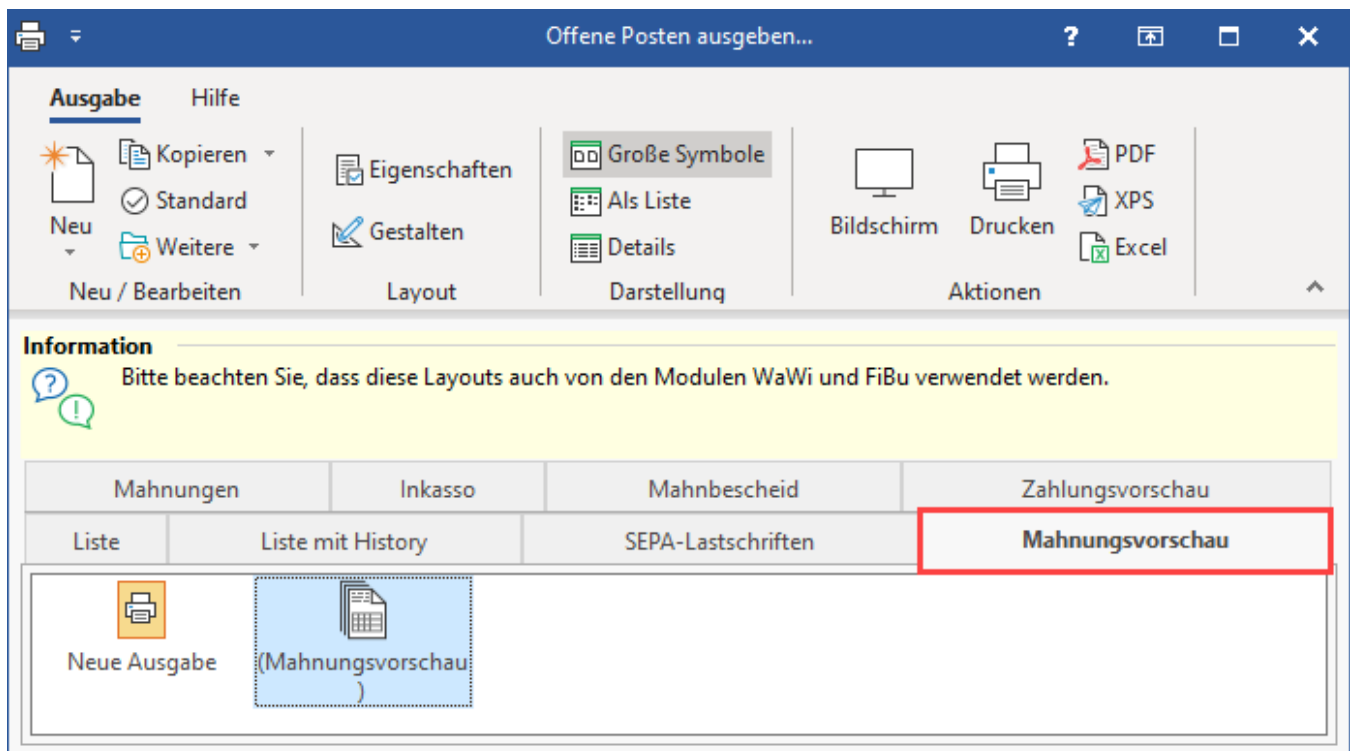 Offene Posten ausgeben...
?
Ausgabe Hilfe
Neu
Kopieren
Standard
Weitere
Neu / Bearbeiten
Eigenschaften
Gestalten
Layout
Große Symbole
Als Liste
Details
Darstellung
Bildschirm
Drucken
PDF
XPS
Excel
Aktionen
Information
Bitte beachten Sie, dass diese Layouts auch von den Modulen WaWi und FiBu verwendet werden.
Mahnungen Inkasso Mahnbescheid Zahlungsvorschau
Liste Liste mit History SEPA-Lastschriften Mahnungsvorschau
Neue Ausgabe
(Mahnungsvorschau
)